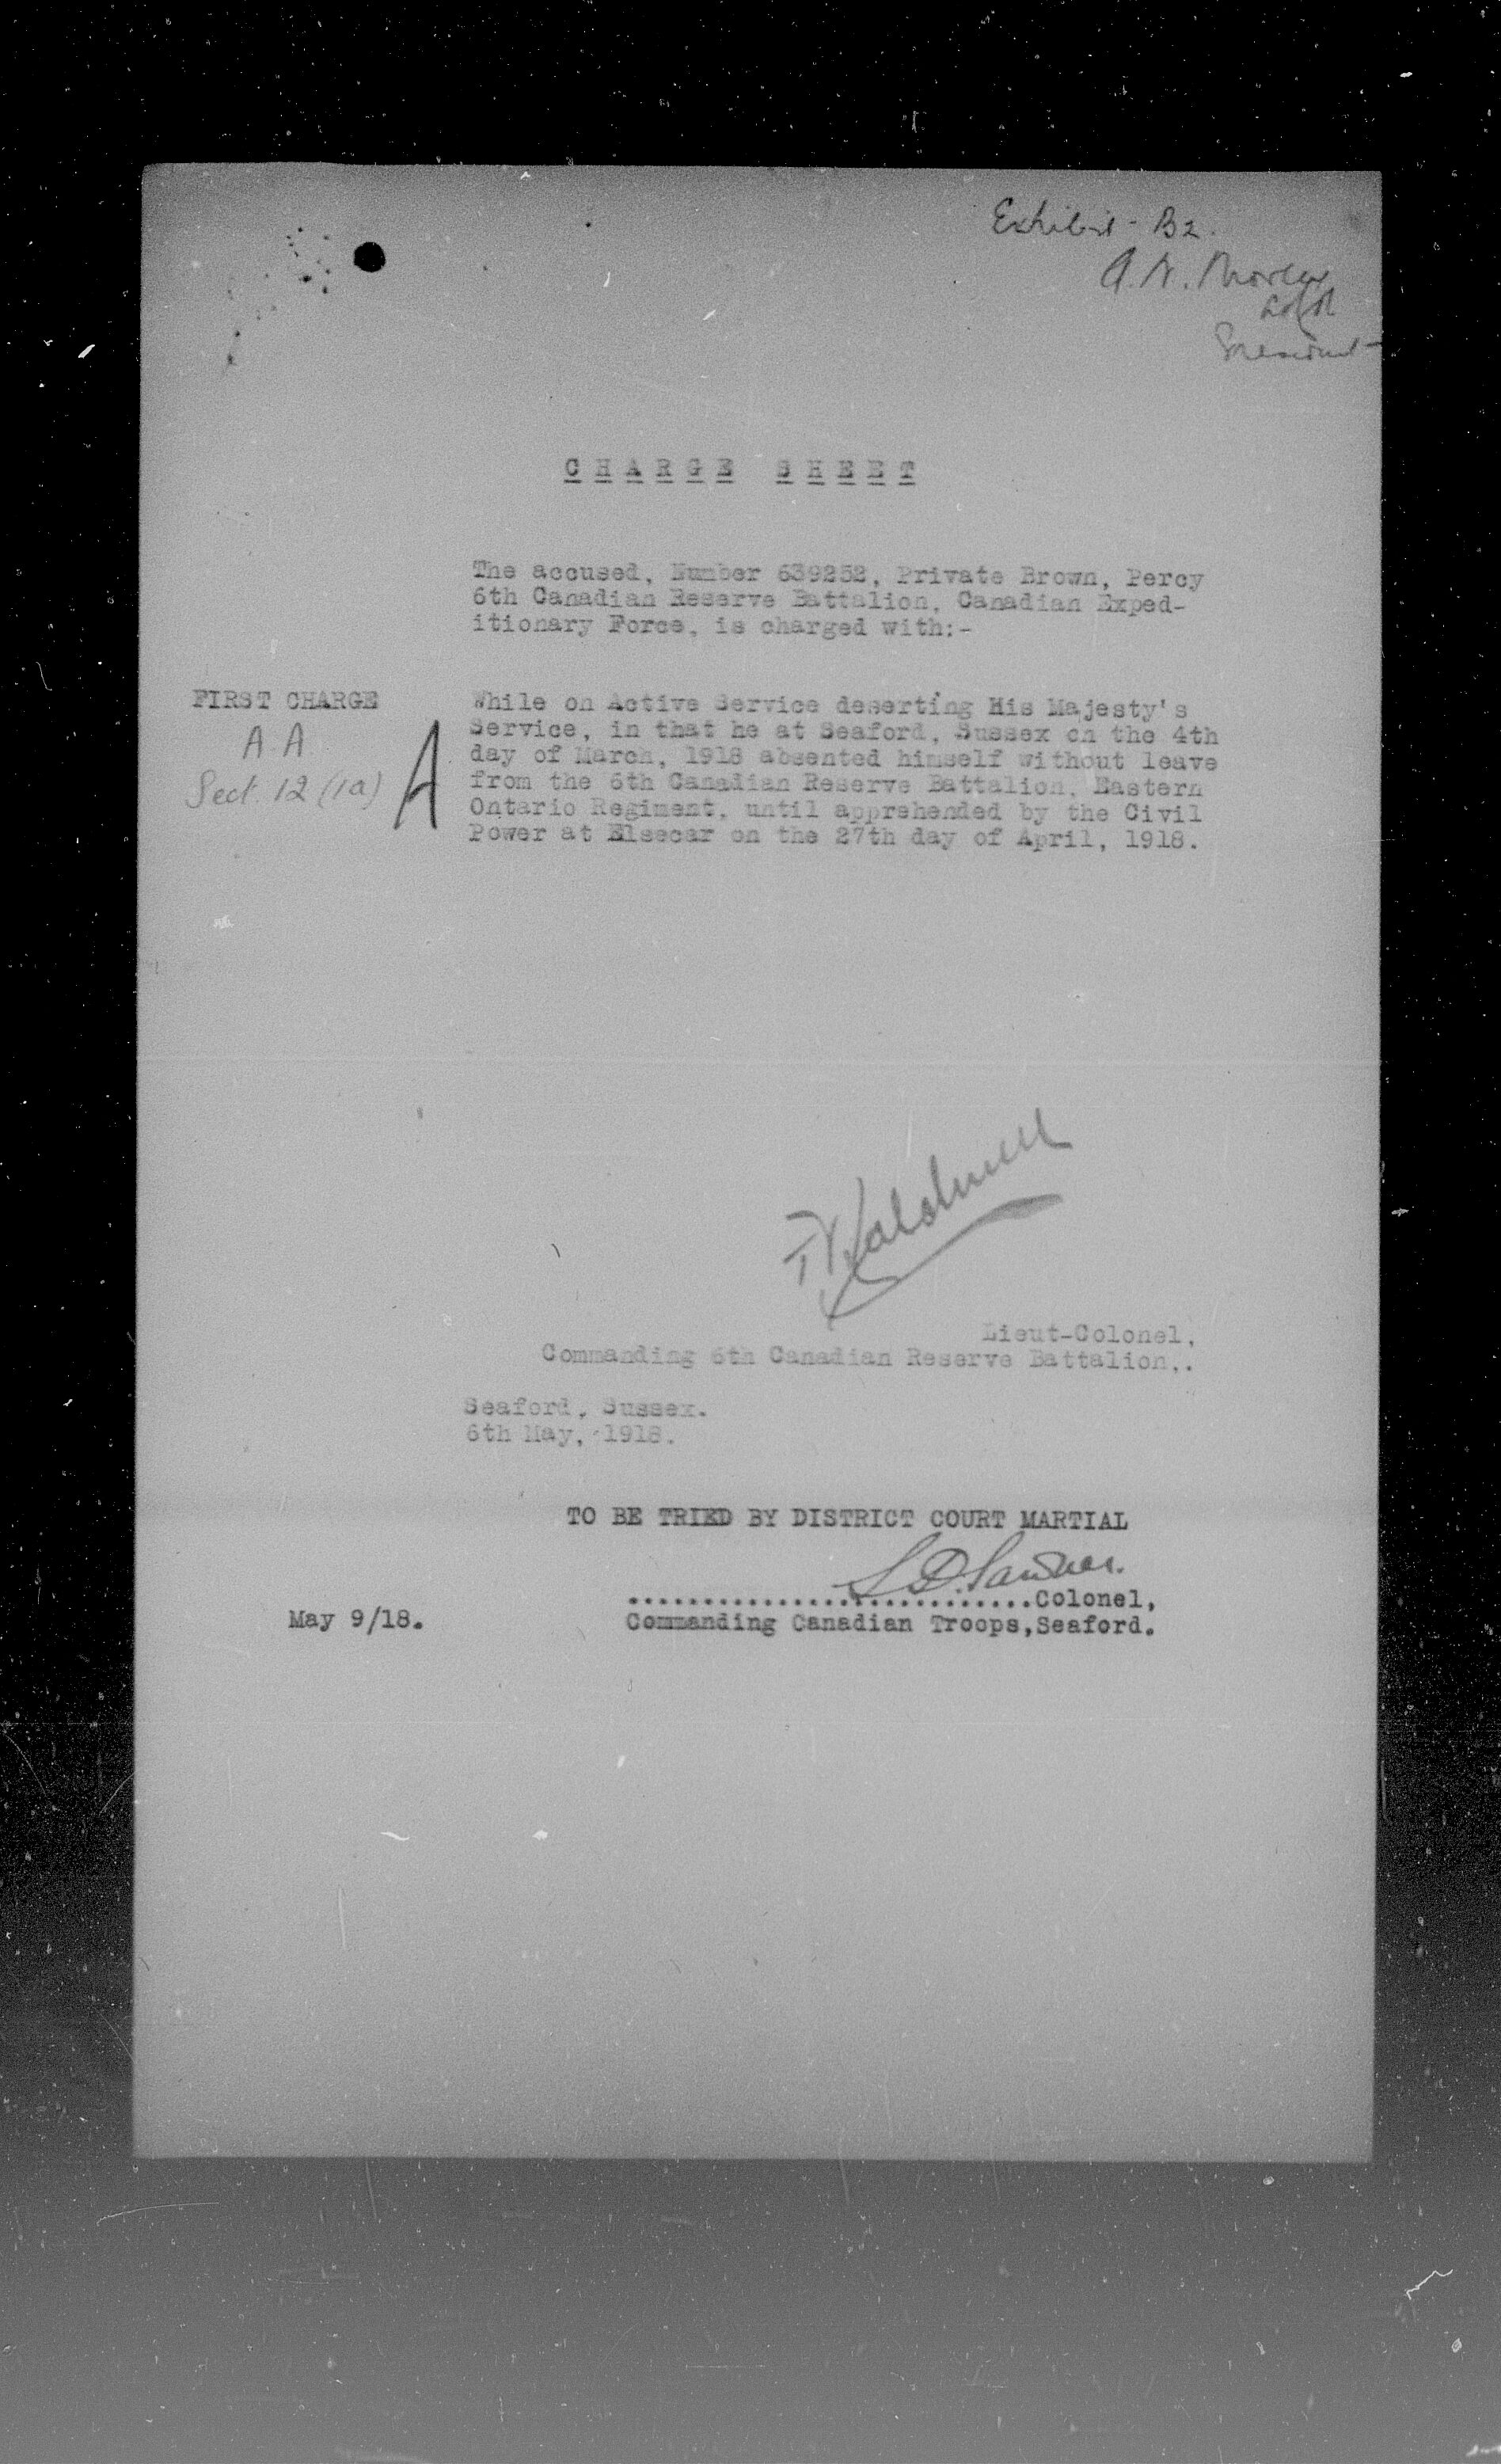 Exhibit - B2.
A. N.
President
CHARGE SHEET
The accused, Number 639252, Private Brown, Percy
6th Canadian Reserve Battalion, Canadian Exped-
itionary Force, is charged with:-
FIRST CHARGE
A.A.
Sect. 12 (1a)
A
While on Active Service deserting His Majesty's
Service, in that he at Seaford, Sussex on the 4th
day of March, 1918 absented himself without leave
from the 6th Canadian Reserve Battalion, Eastern
Ontario Regiment, until apprehended by the Civil
Power at Elsecar on the 27th day of April, 1918.
Lieut-Colonel,
Commanding 6th Canadian Reserve Battalion,.
Seaford, Sussex.
6th May, 1918.
TO BE TRIED BY DISTRICT COURT MARTIAL
............................Colonel,
May 9/18.
Commanding Canadian Troops,Seaford.